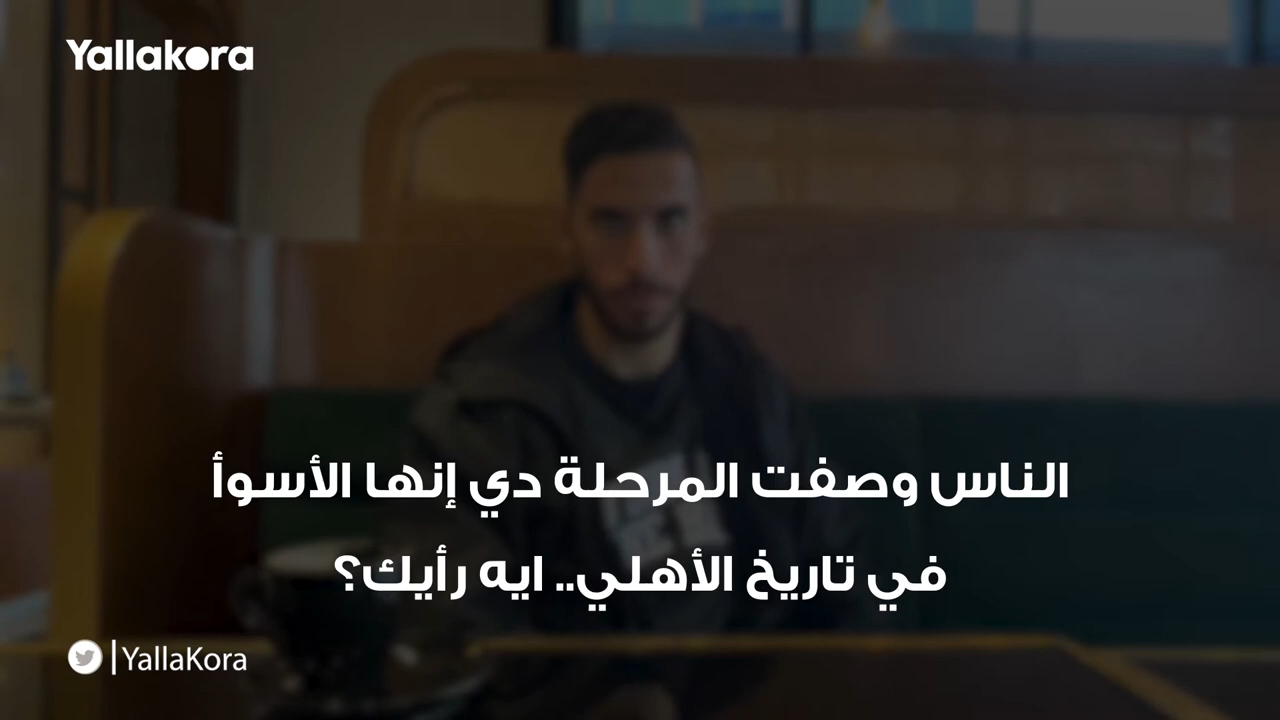 Yallakora
الناس وصفت المرحلة دي إنها الأسوأ
في تاريخ الأهلي.. ايه رأيك؟
YallaKora